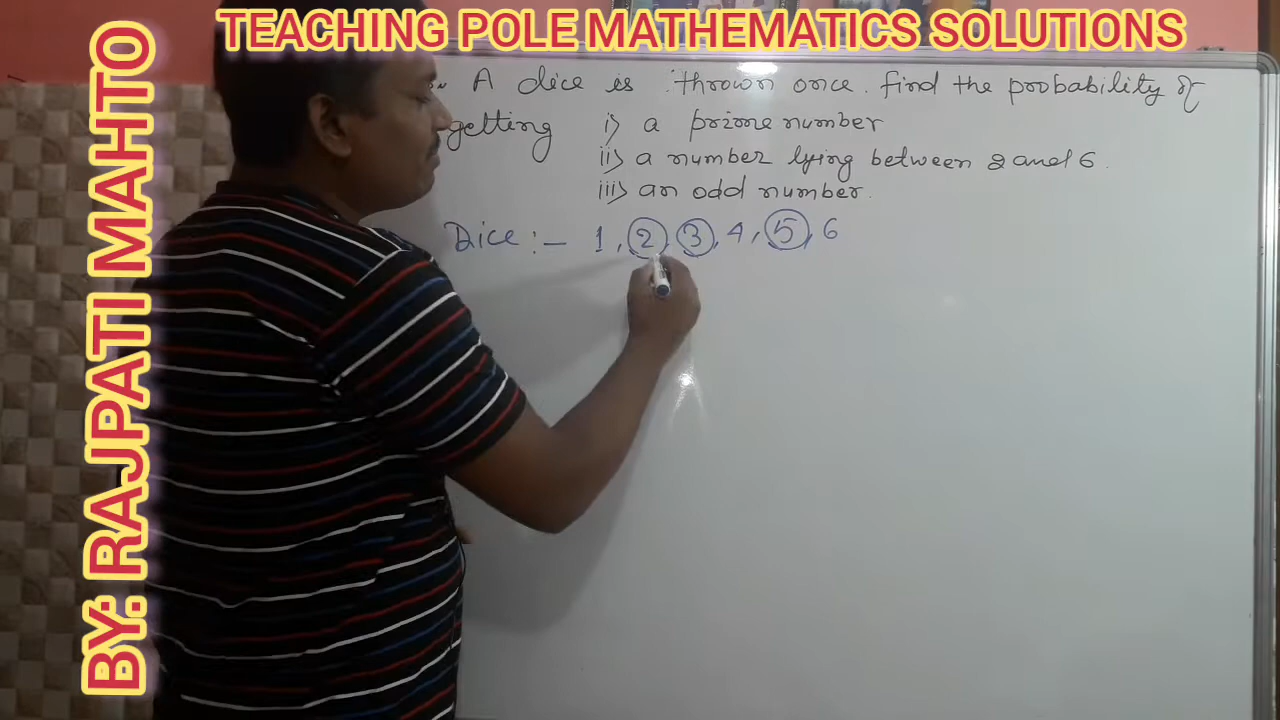 TEACHING POLE MATHEMATICS SOLUTIONS
BY: RAJPATI MAHTO
A dice is thrown once. find the probability of
getting i) a prime number
ii) a number lying between 2 and 6.
iii) an odd number.
Dice :- 1, 2, 3, 4, 5, 6